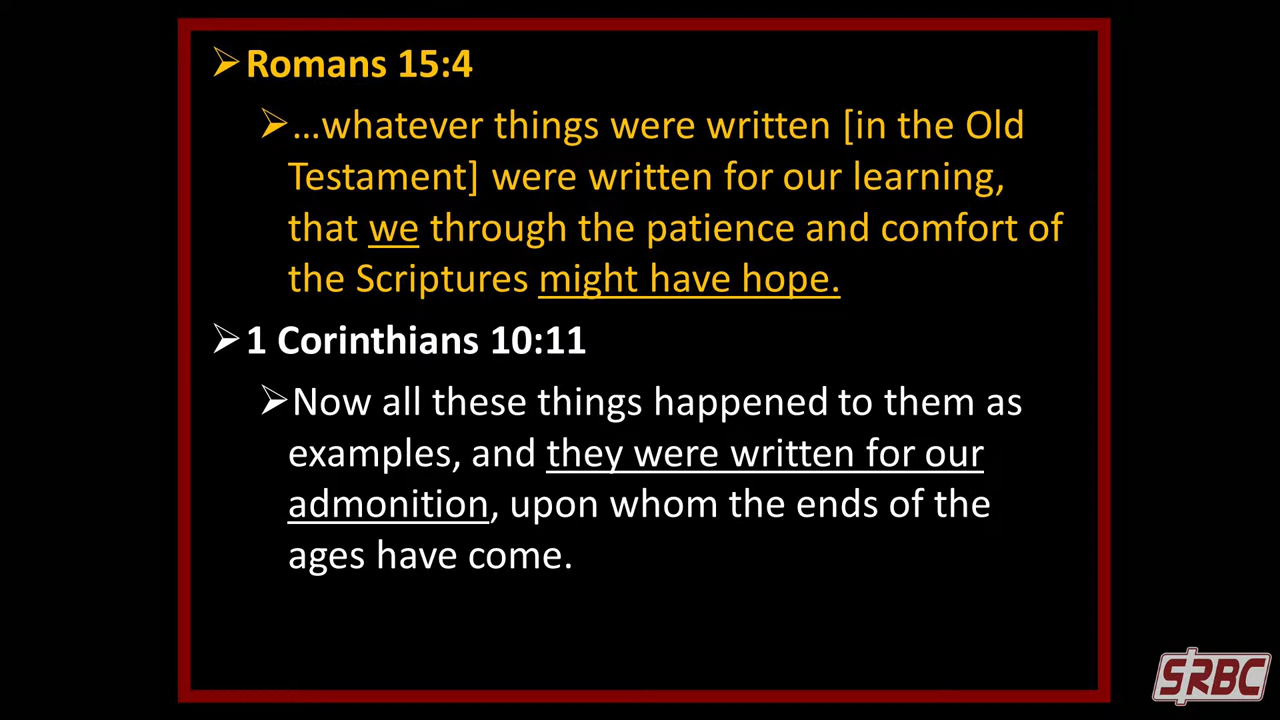 Romans 15:4
…whatever things were written [in the Old
Testament] were written for our learning,
that we through the patience and comfort of
the Scriptures might have hope.
1 Corinthians 10:11
Now all these things happened to them as
examples, and they were written for our
admonition, upon whom the ends of the
ages have come.
SRBC